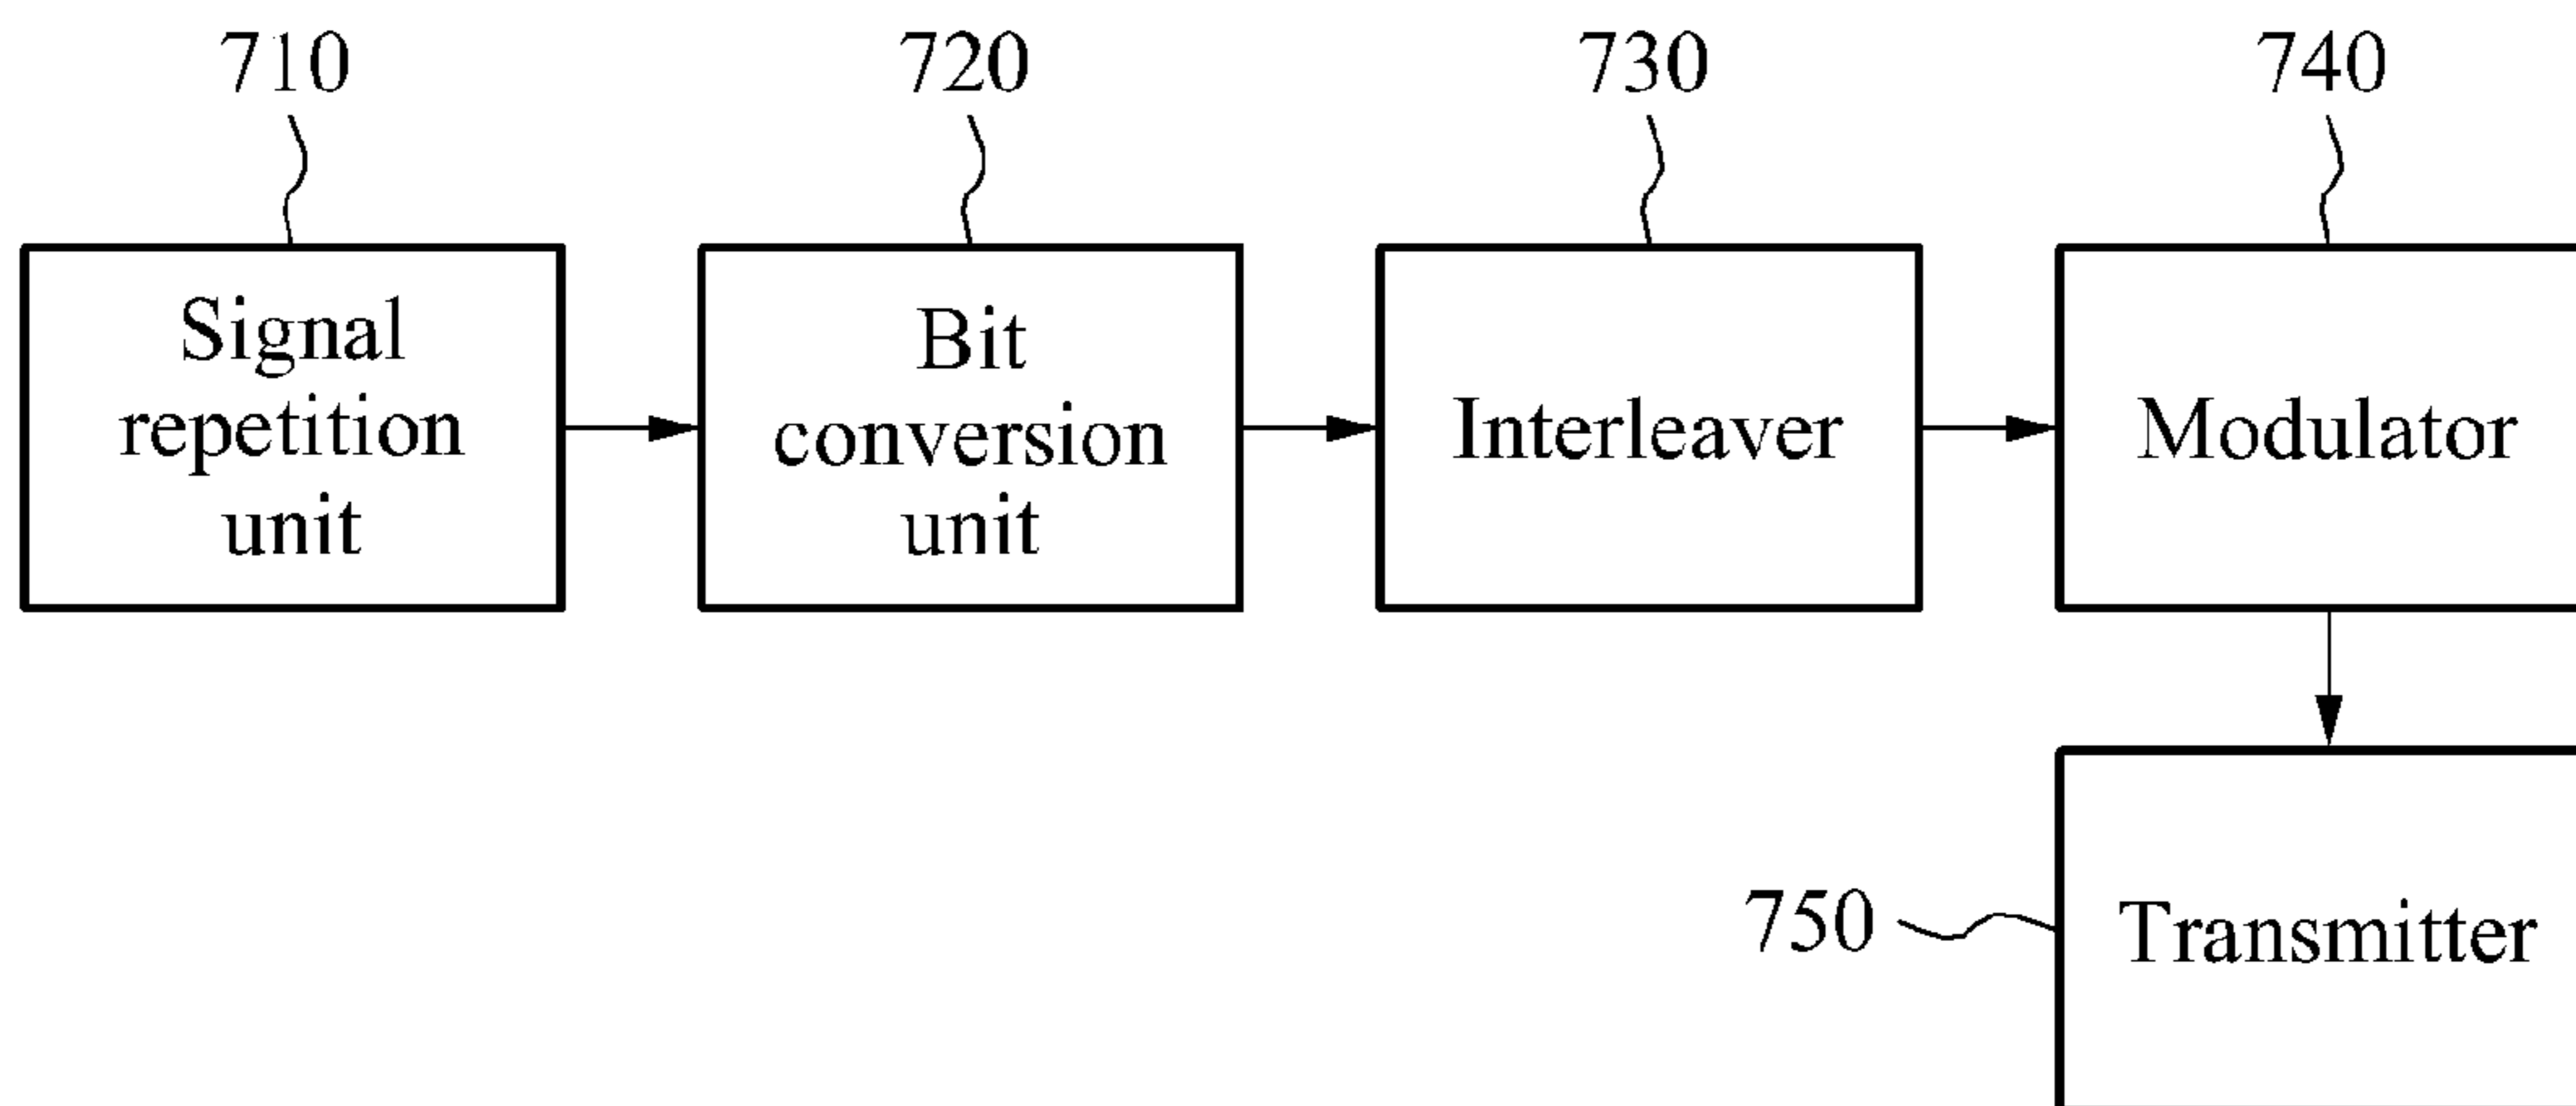 710
720
730
740
Signal
repetition
unit
Bit
conversion
unit
Interleaver
Modulator
750
Transmitter